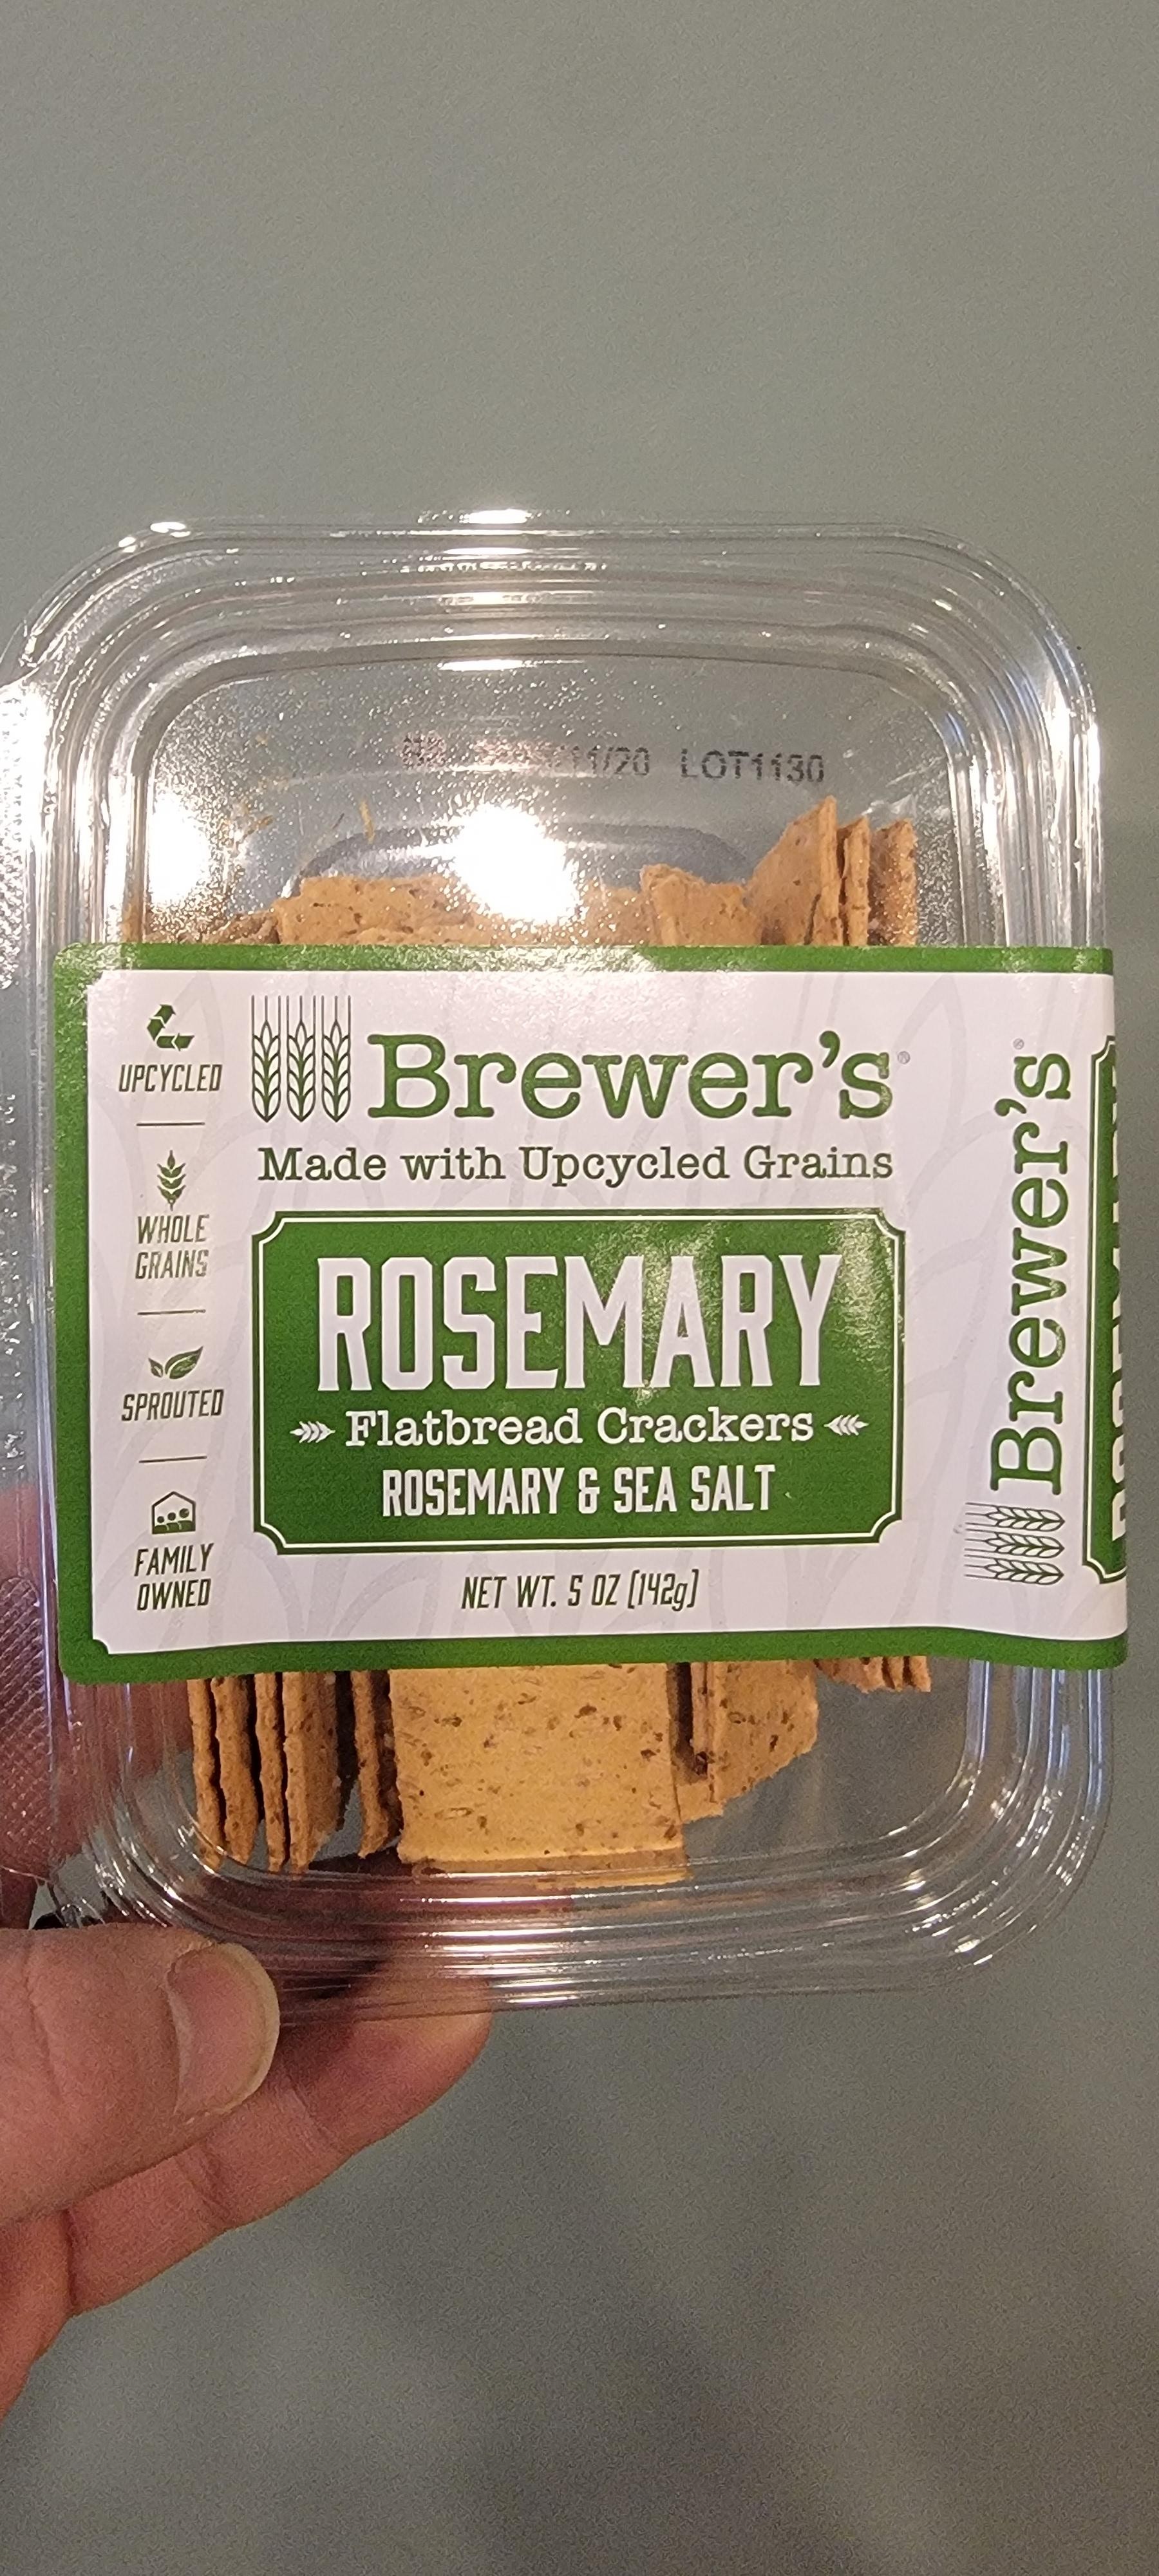 11/20 LOT1130
UPCYCLED
WHOLE
GRAINS
SPROUTED
FAMILY
OWNED
Brewer's®
Made with Upcycled Grains
ROSEMARY
Flatbread Crackers
ROSEMARY & SEA SALT
NET WT. 5 OZ (142g)
Brewer's®